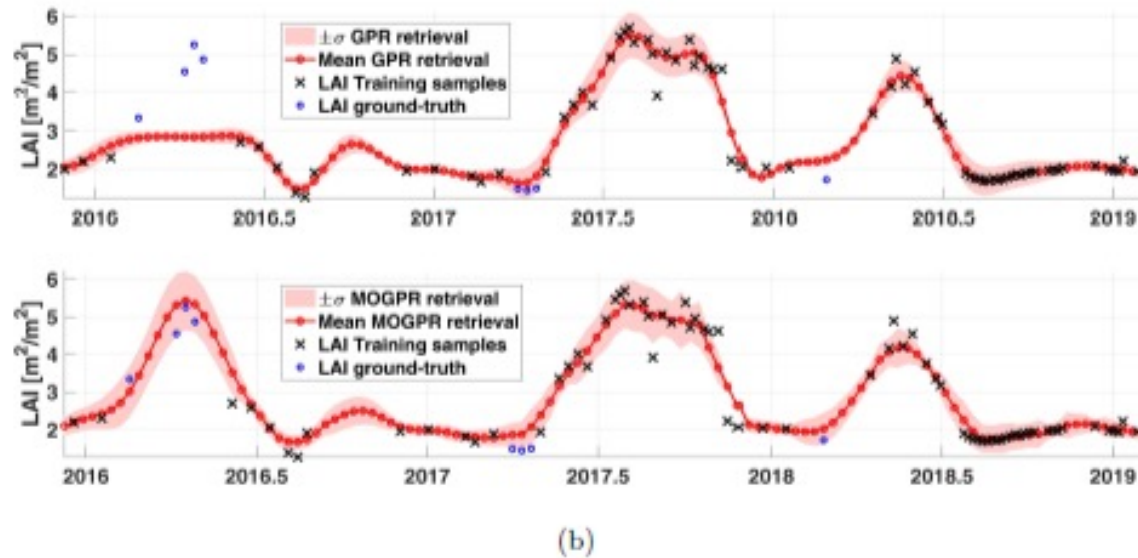 6
5
4
3
2
LAI [m²/m²]
±σ GPR retrieval
Mean GPR retrieval
LAI Training samples
LAI ground-truth
2016 2016.5 2017 2017.5 2018 2018.5 2019
6
5
4
3
2
LAI [m²/m²]
±σ MOGPR retrieval
Mean MOGPR retrieval
LAI Training samples
LAI ground-truth
2016 2016.5 2017 2017.5 2018 2018.5 2019
(b)